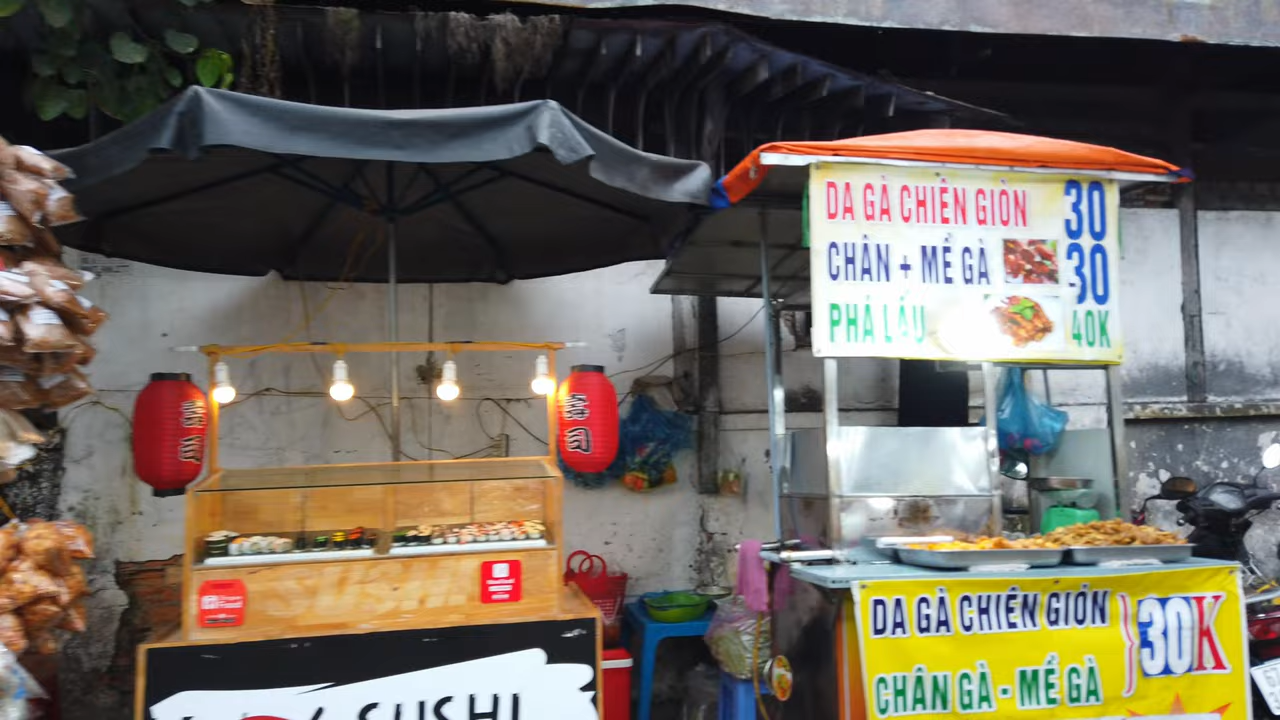 SUSHI
SUSHI
DA GÀ CHIÊN GIÒN 30
CHÂN + MỀ GÀ 30
PHÁ LẤU 40K
DA GÀ CHIÊN GIÒN 30K
CHÂN GÀ - MỀ GÀ